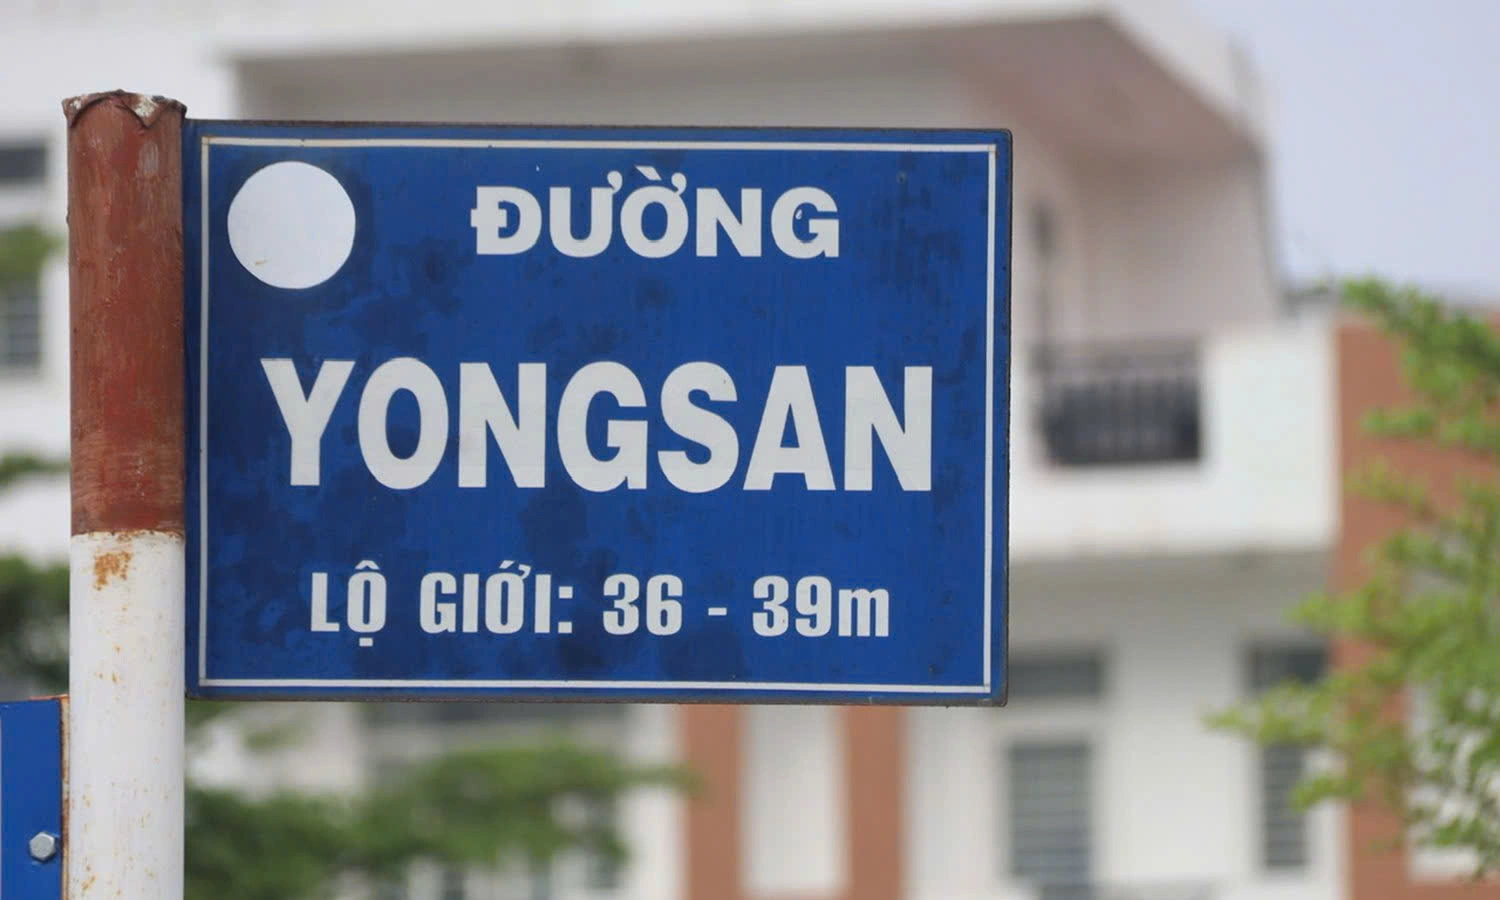 ĐƯỜNG
YONGSAN
LỘ GIỚI: 36 - 39m